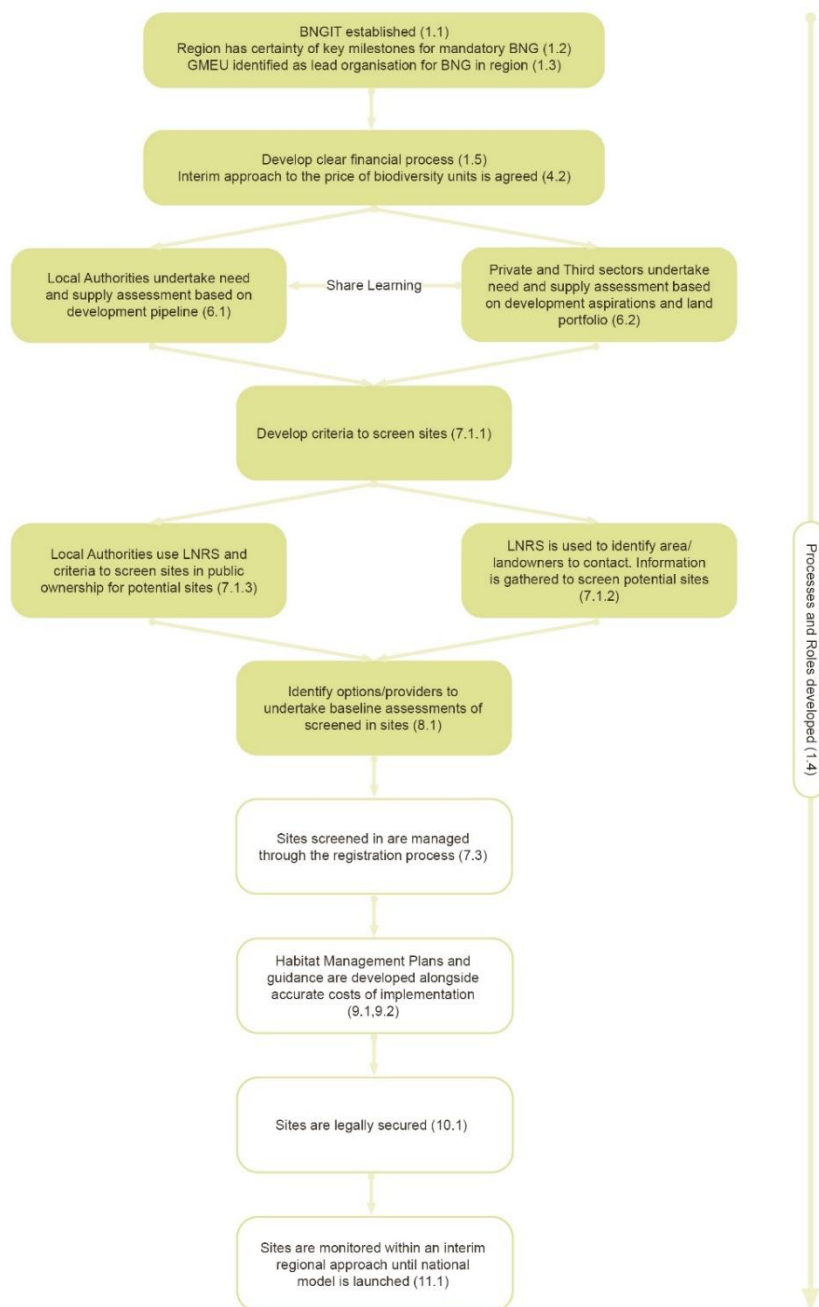 BNGIT established (1.1)
Region has certainty of key milestones for mandatory BNG (1.2)
GMEU identified as lead organisation for BNG in region (1.3)
Develop clear financial process (1.5)
Interim approach to the price of biodiversity units is agreed (4.2)
Local Authorities undertake need
and supply assessment based on
development pipeline (6.1)
Share Learning
Private and Third sectors undertake
need and supply assessment based
on development aspirations and land
portfolio (6.2)
Develop criteria to screen sites (7.1.1)
Local Authorities use LNRS and
criteria to screen sites in public
ownership for potential sites (7.1.3)
LNRS is used to identify area/
landowners to contact. Information
is gathered to screen potential sites
(7.1.2)
Identify options/providers to
undertake baseline assessments of
screened in sites (8.1)
Sites screened in are managed
through the registration process (7.3)
Habitat Management Plans and
guidance are developed alongside
accurate costs of implementation
(9.1,9.2)
Sites are legally secured (10.1)
Sites are monitored within an interim
regional approach until national
model is launched (11.1)
Processes and Roles developed (1.4)